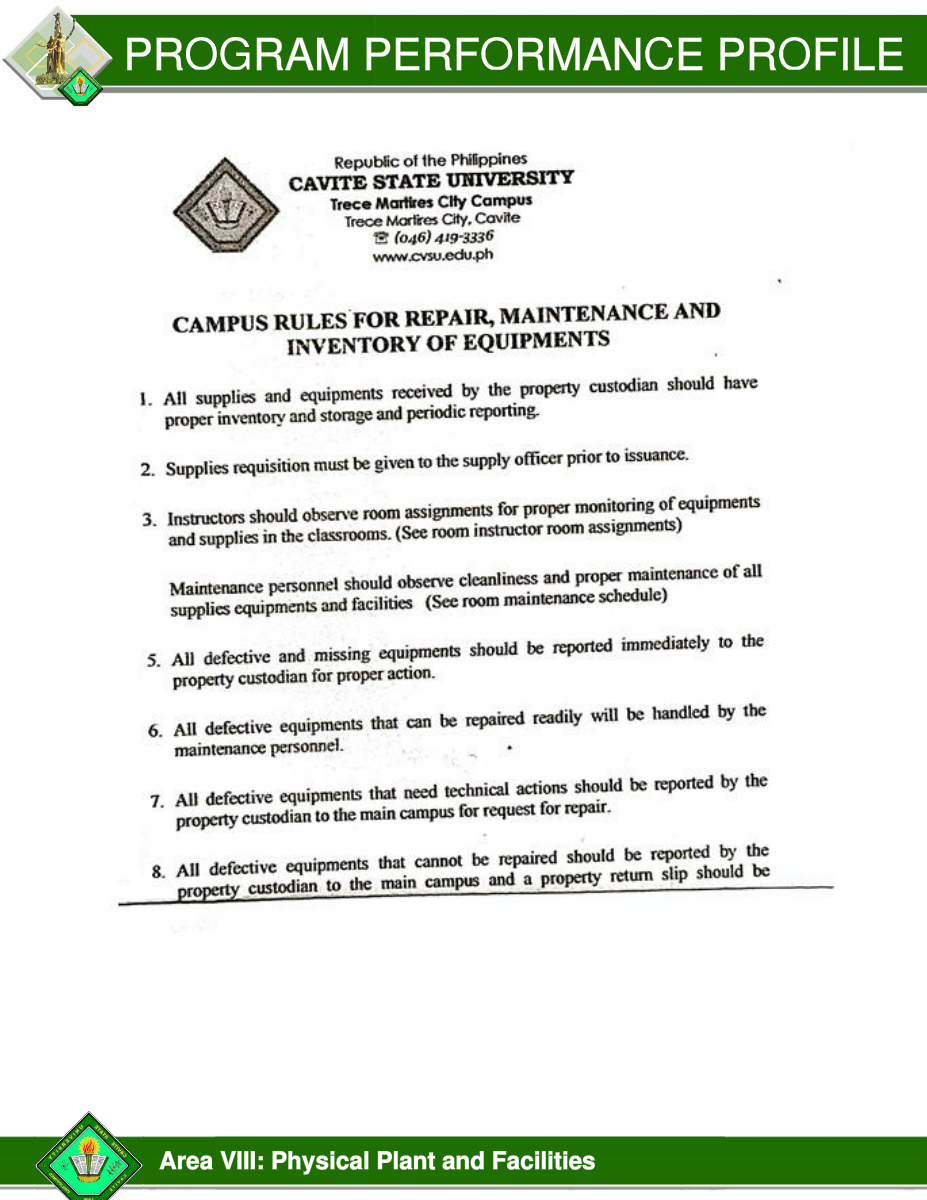 PROGRAM PERFORMANCE PROFILE
Republic of the Philippines
CAVITE STATE UNIVERSITY
Trece Martires City Campus
Trece Martires City, Cavite
☎ (046) 419-3336
www.cvsu.edu.ph
CAMPUS RULES FOR REPAIR, MAINTENANCE AND
INVENTORY OF EQUIPMENTS
1. All supplies and equipments received by the property custodian should have
proper inventory and storage and periodic reporting.
2. Supplies requisition must be given to the supply officer prior to issuance.
3. Instructors should observe room assignments for proper monitoring of equipments
and supplies in the classrooms. (See room instructor room assignments)
Maintenance personnel should observe cleanliness and proper maintenance of all
supplies equipments and facilities (See room maintenance schedule)
5. All defective and missing equipments should be reported immediately to the
property custodian for proper action.
6. All defective equipments that can be repaired readily will be handled by the
maintenance personnel.
7. All defective equipments that need technical actions should be reported by the
property custodian to the main campus for request for repair.
8. All defective equipments that cannot be repaired should be reported by the
property custodian to the main campus and a property return slip should be
Area VIII: Physical Plant and Facilities